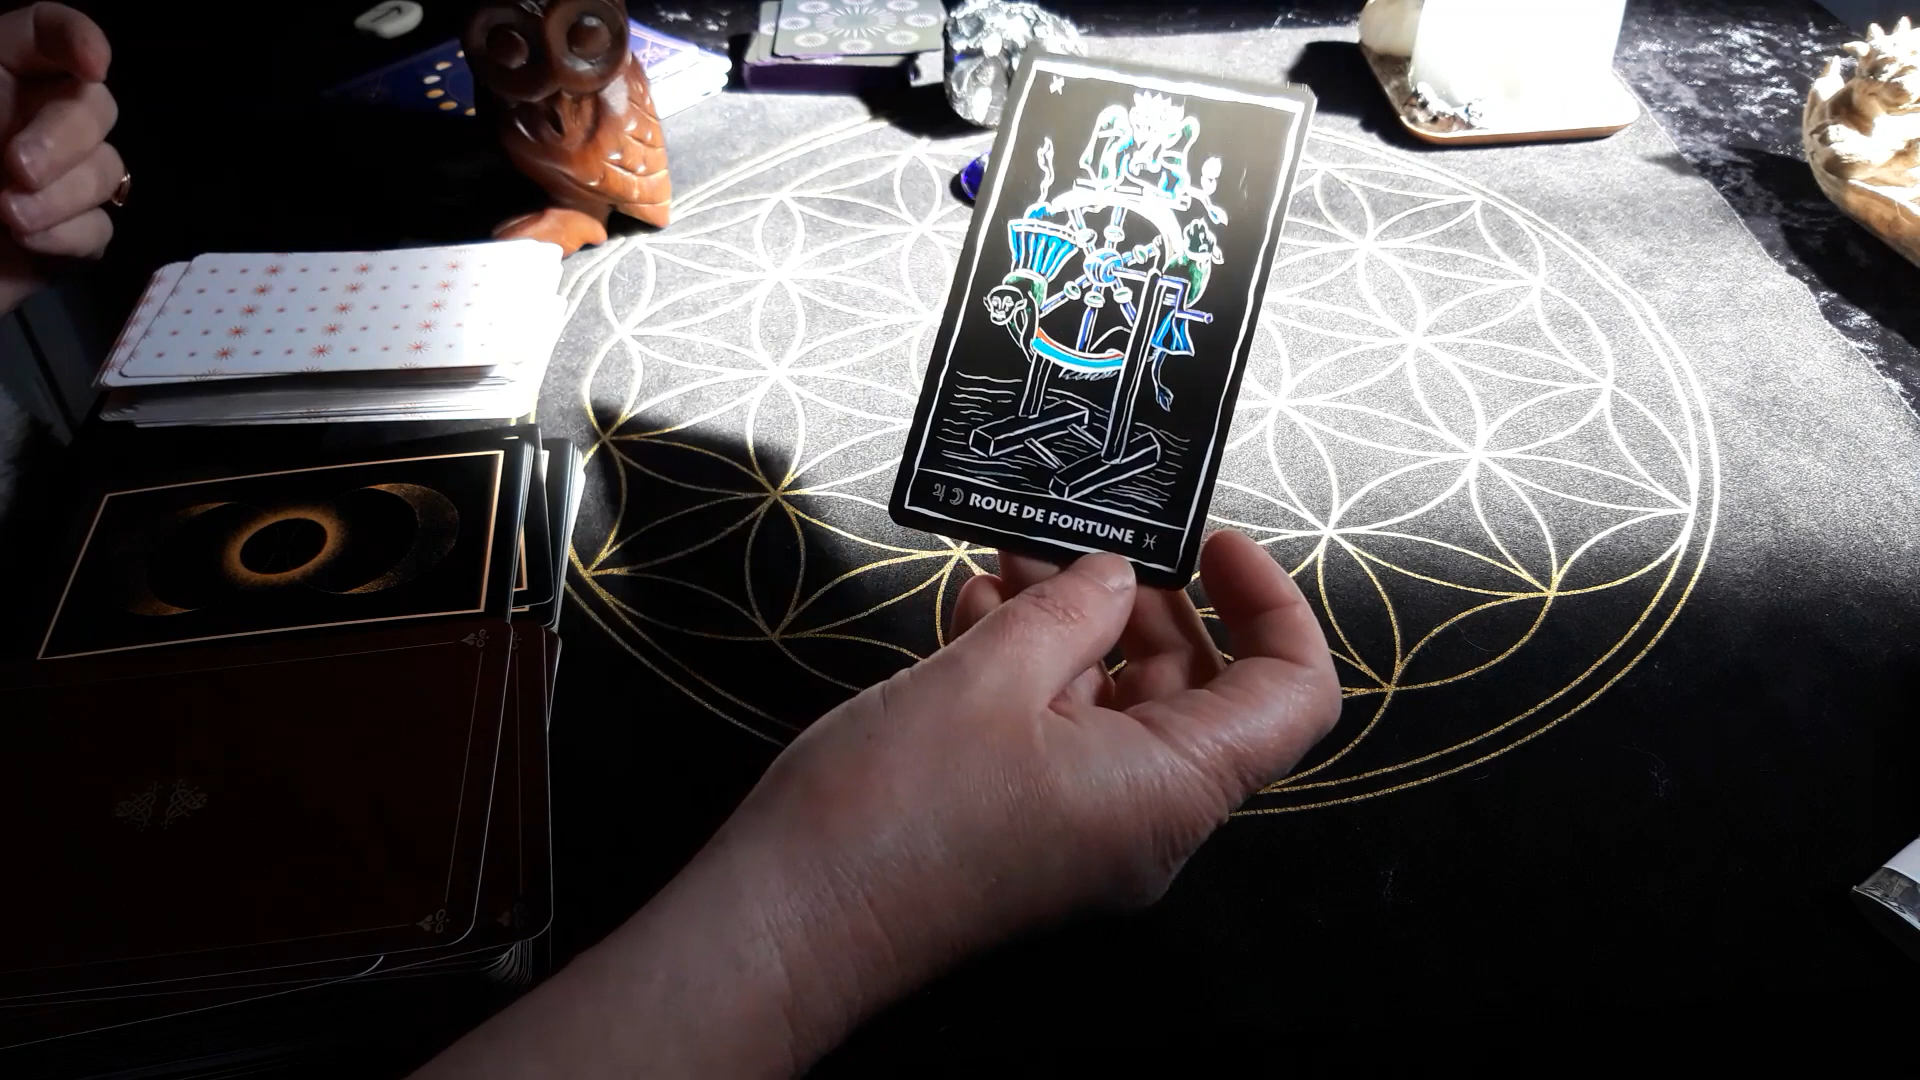 X
♃ ☽ ROUE DE FORTUNE ♓